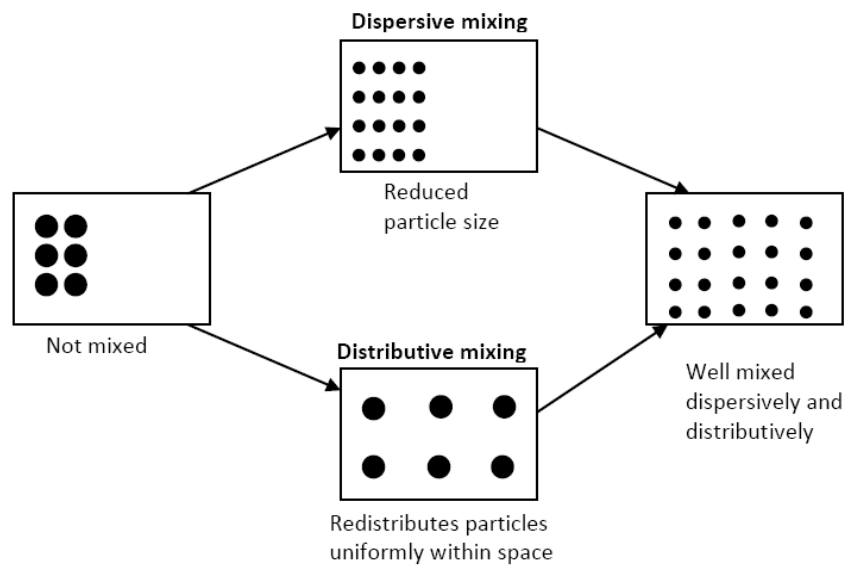 Dispersive mixing
Reduced
particle size
Not mixed
Distributive mixing
Redistributes particles
uniformly within space
Well mixed
dispersively and
distributively